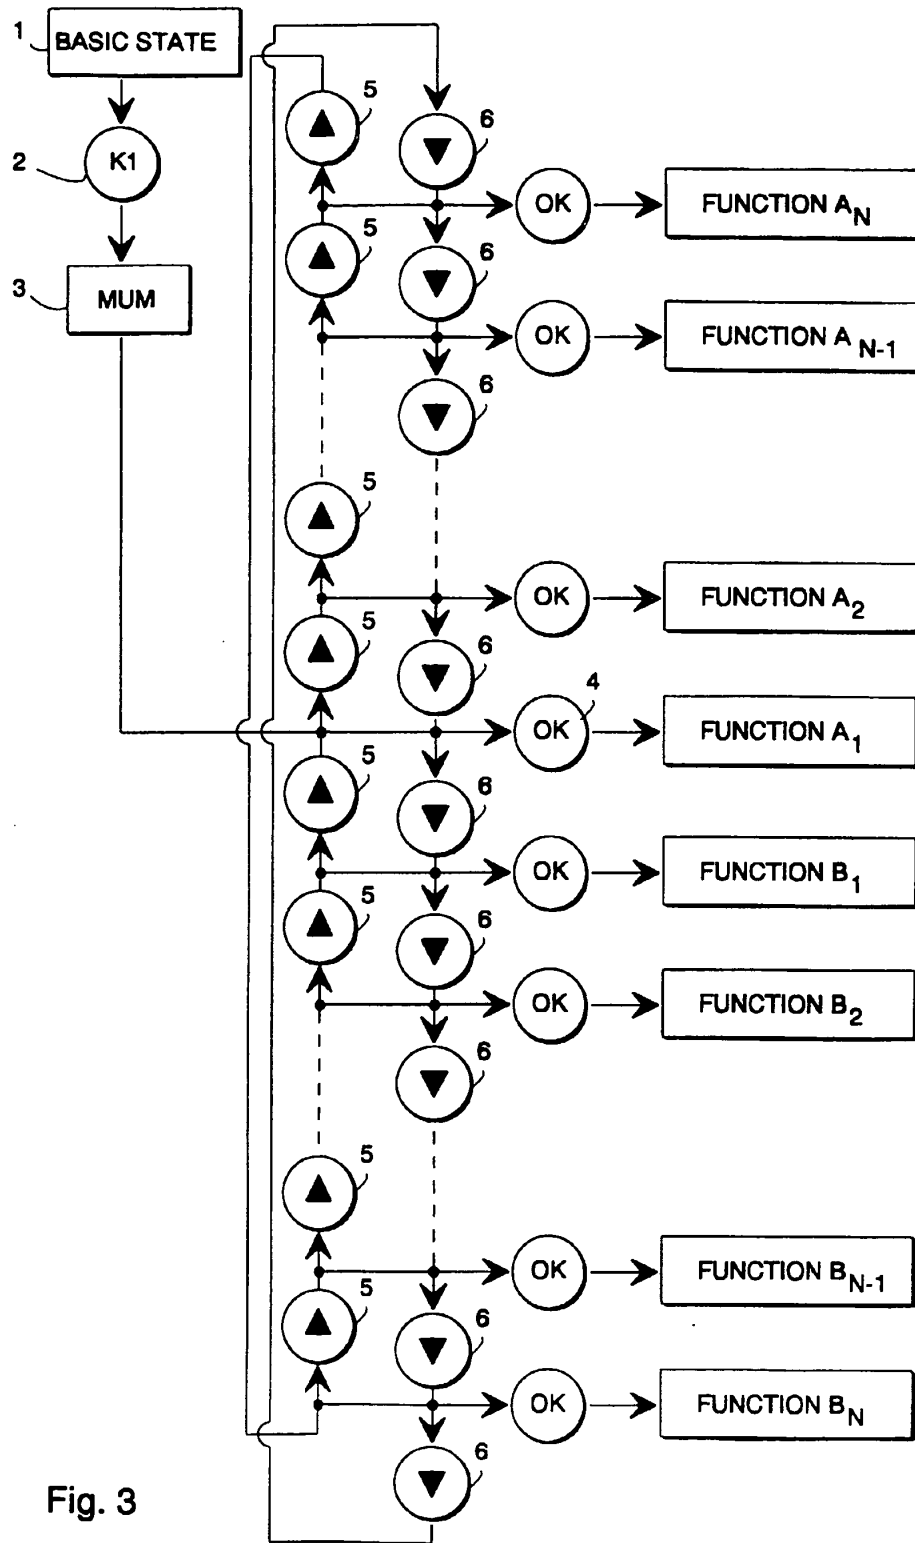 1 BASIC STATE
5
6
2 K1
OK FUNCTION A_N
5
6
3 MUM
OK FUNCTION A_{N-1}
6
5
OK FUNCTION A_2
5
6
4
OK FUNCTION A_1
5
6
OK FUNCTION B_1
5
6
OK FUNCTION B_2
6
5
OK FUNCTION B_{N-1}
5
6
OK FUNCTION B_N
6
Fig. 3